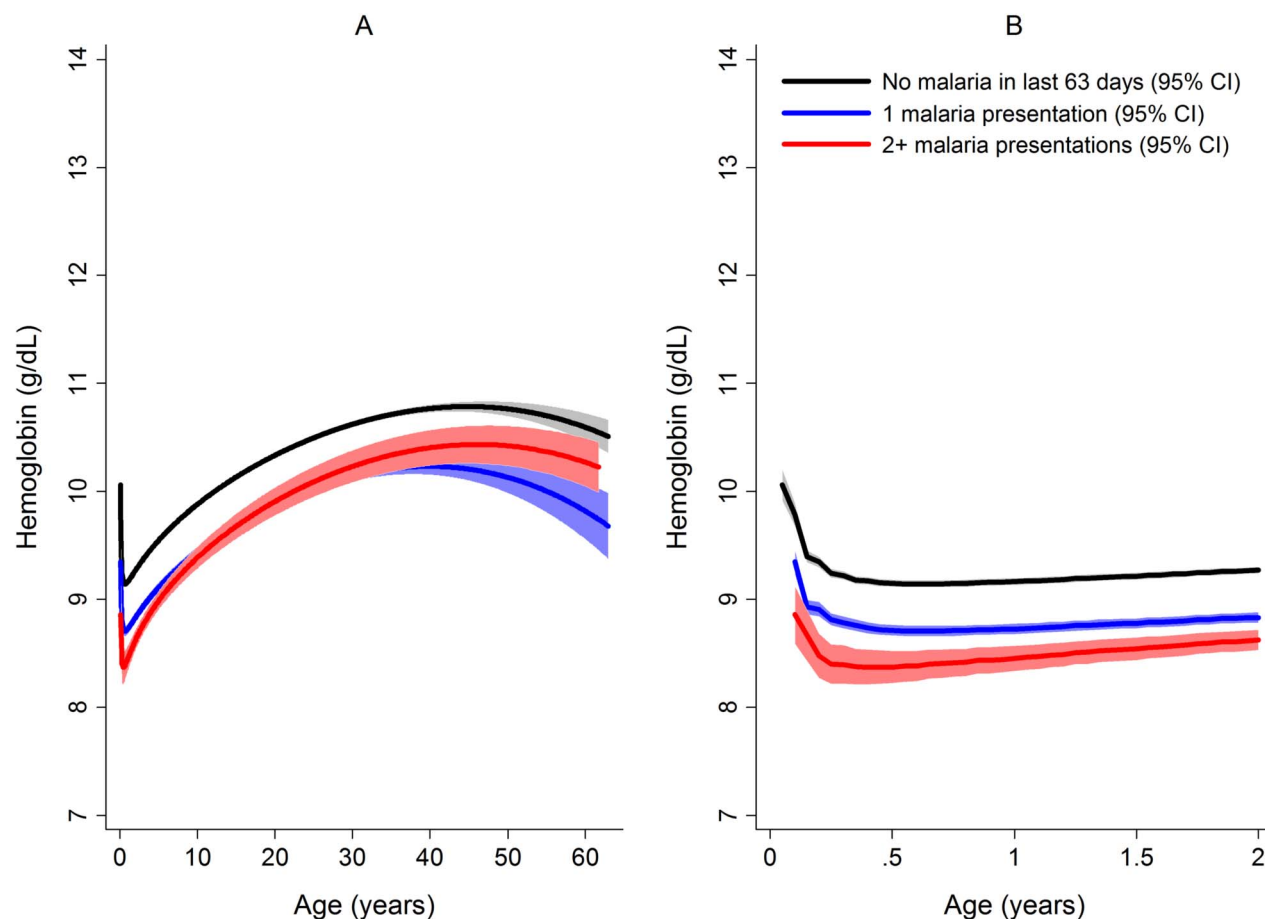 A
14
13
12
11
10
9
8
7
Hemoglobin (g/dL)
0 10 20 30 40 50 60
Age (years)
B
No malaria in last 63 days (95% CI)
1 malaria presentation (95% CI)
2+ malaria presentations (95% CI)
14
13
12
11
10
9
8
7
Hemoglobin (g/dL)
0 .5 1 1.5 2
Age (years)